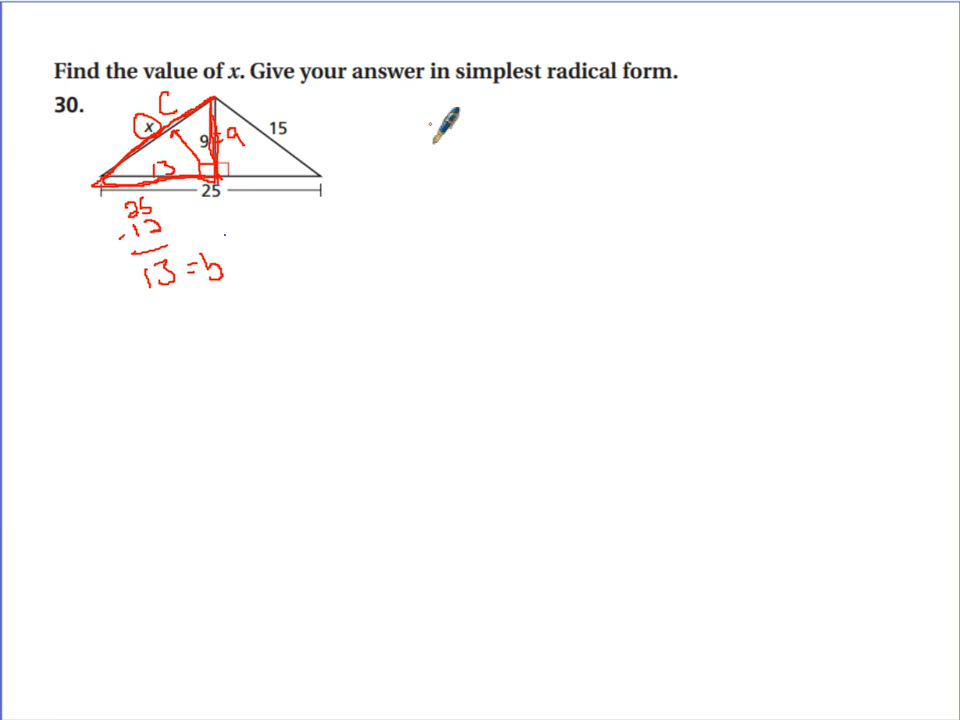 Find the value of x. Give your answer in simplest radical form.
30.
C
x
9
= a
15
13
25
25
-12
13 = b